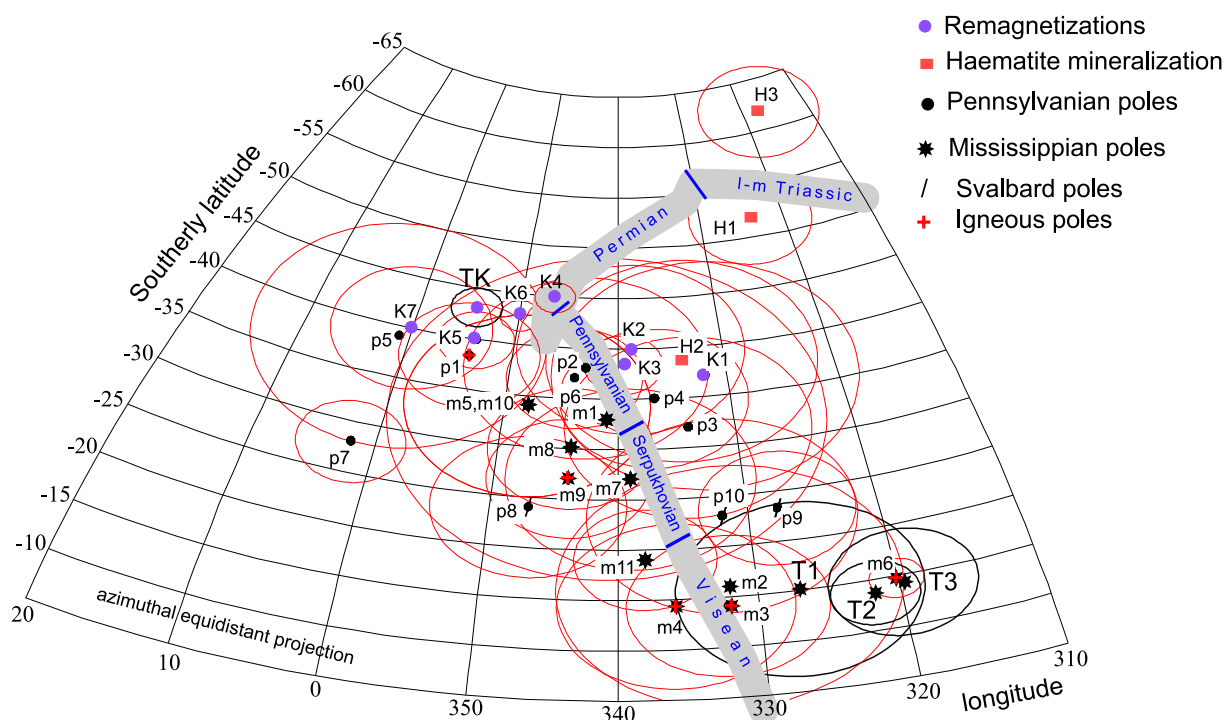 -65
-60
-55
-50
-45
-40
-35
-30
-25
-20
-15
-10
Southerly latitude
20
10
0
350
340
330
320
310
longitude
azimuthal equidistant projection
Remagnetizations
Haematite mineralization
Pennsylvanian poles
Mississippian poles
Svalbard poles
Igneous poles
H3
l-m Triassic
H1
Permian
TK
K4
K6
K7
p5
K5
p1
K2
H2
K1
K3
Pennsylvanian
p2
p6
p4
m5,m10
m1
p3
m8
p7
m9
m7
Serpukhovian
p8
p10
p9
m11
m2
T1
m6
T3
T2
m4
m3
Visean